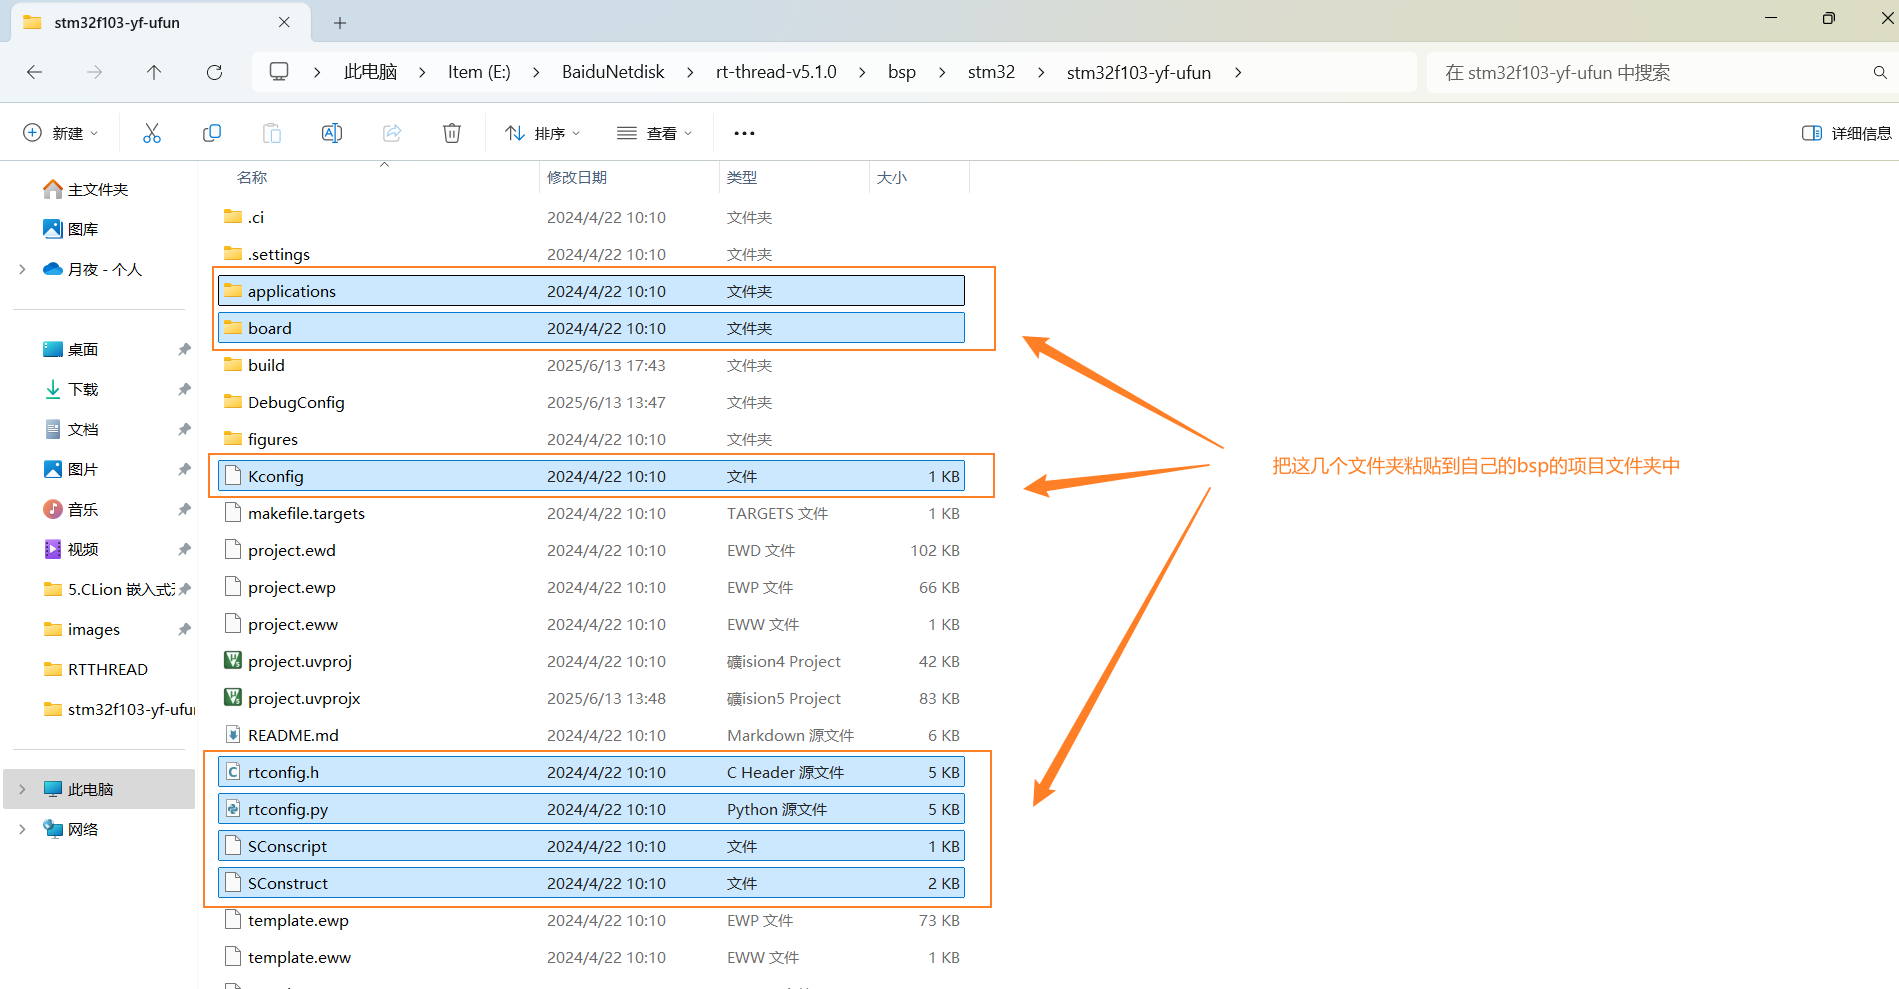 stm32f103-yf-ufun
此电脑 Item (E:) BaiduNetdisk rt-thread-v5.1.0 bsp stm32 stm32f103-yf-ufun
在 stm32f103-yf-ufun 中搜索
新建 排序 查看 详细信息
名称 修改日期 类型 大小
主文件夹
图库
月夜 - 个人
桌面
下载
文档
图片
音乐
视频
5.CLion 嵌入式
images
RTTHREAD
stm32f103-yf-ufun
此电脑
网络
.ci 2024/4/22 10:10 文件夹
.settings 2024/4/22 10:10 文件夹
applications 2024/4/22 10:10 文件夹
board 2024/4/22 10:10 文件夹
build 2025/6/13 17:43 文件夹
DebugConfig 2025/6/13 13:47 文件夹
figures 2024/4/22 10:10 文件夹
Kconfig 2024/4/22 10:10 文件 1 KB
makefile.targets 2024/4/22 10:10 TARGETS 文件 1 KB
project.ewd 2024/4/22 10:10 EWD 文件 102 KB
project.ewp 2024/4/22 10:10 EWP 文件 66 KB
project.eww 2024/4/22 10:10 EWW 文件 1 KB
project.uvproj 2024/4/22 10:10 礦ision4 Project 42 KB
project.uvprojx 2025/6/13 13:48 礦ision5 Project 83 KB
README.md 2024/4/22 10:10 Markdown 源文件 6 KB
rtconfig.h 2024/4/22 10:10 C Header 源文件 5 KB
rtconfig.py 2024/4/22 10:10 Python 源文件 5 KB
SConscript 2024/4/22 10:10 文件 1 KB
SConstruct 2024/4/22 10:10 文件 2 KB
template.ewp 2024/4/22 10:10 EWP 文件 73 KB
template.eww 2024/4/22 10:10 EWW 文件 1 KB
把这几个文件夹粘贴到自己的bsp的项目文件夹中